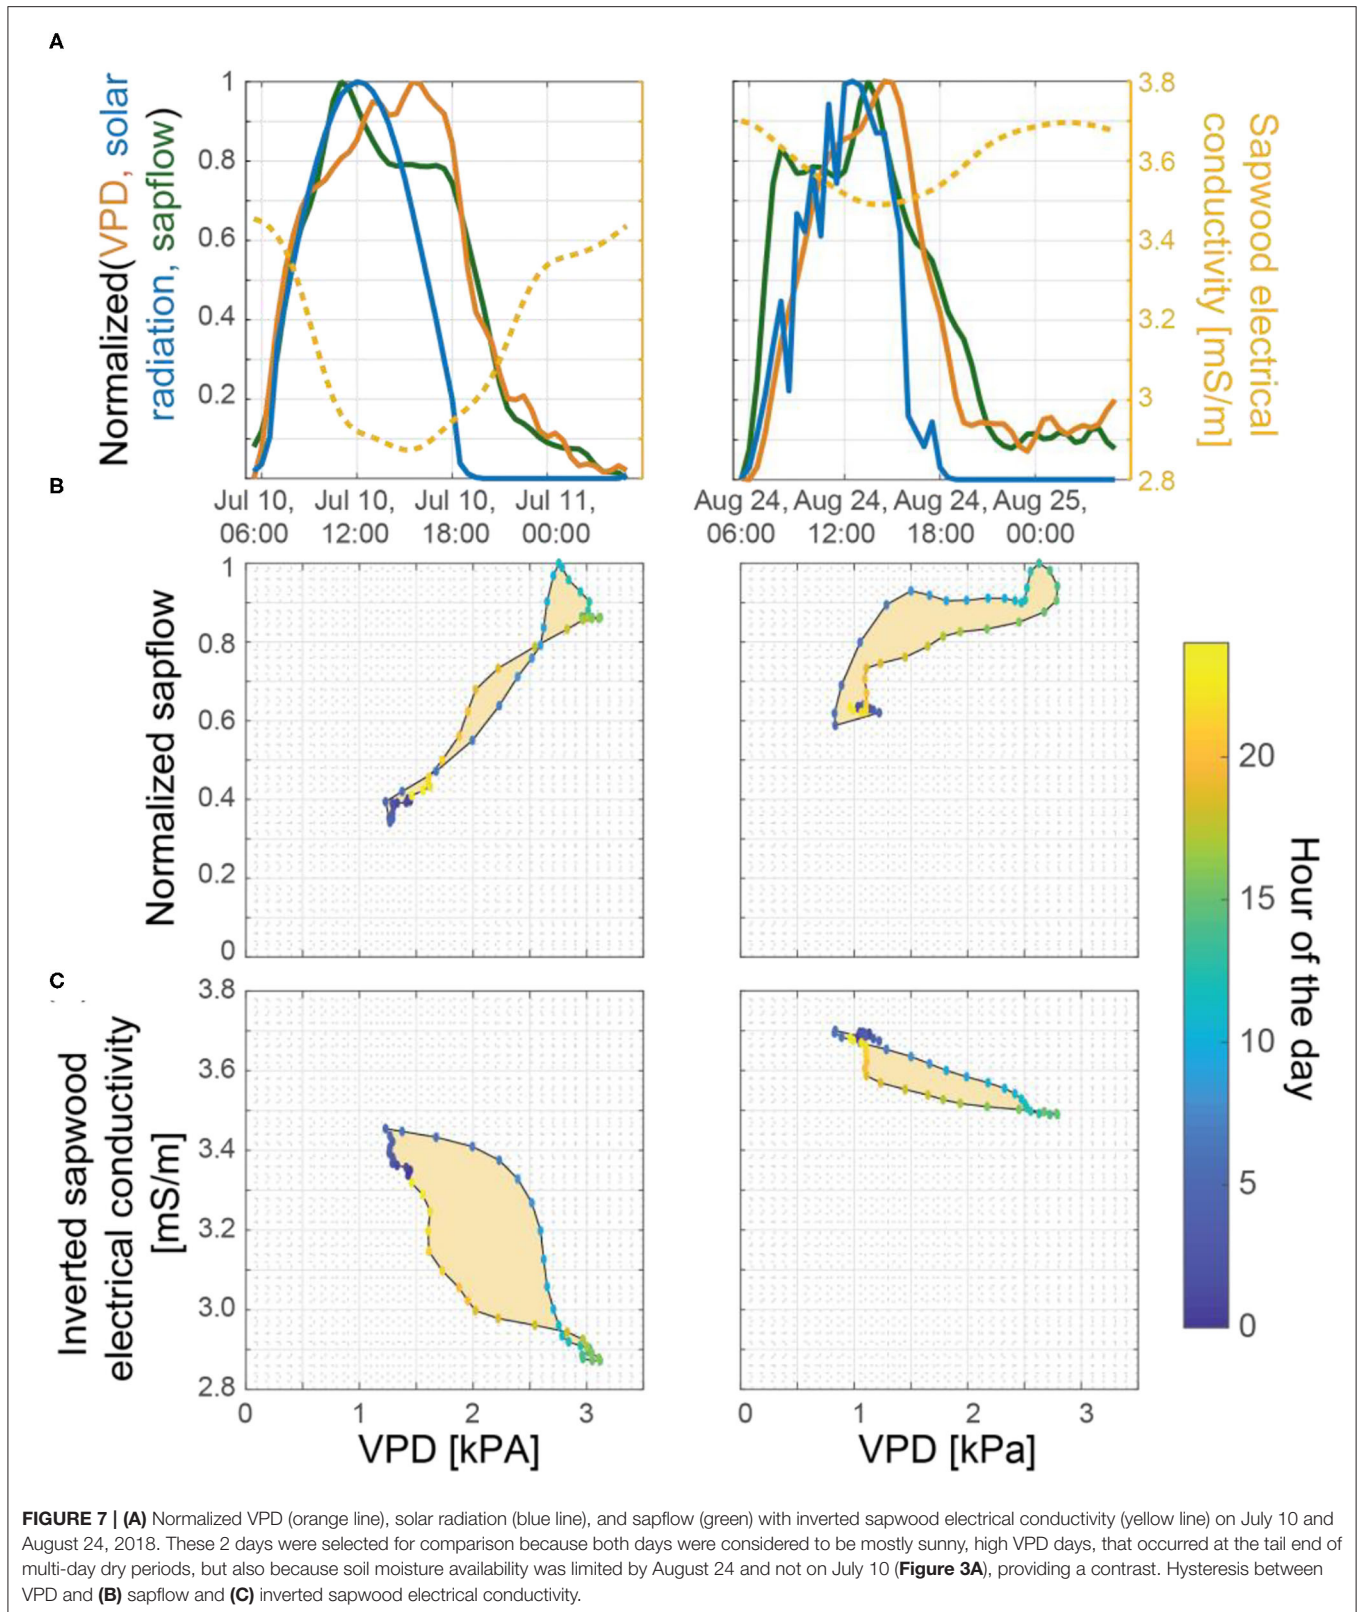 A
Normalized(VPD, solar
radiation, sapflow)
1
0.8
0.6
0.4
0.2
3.8
3.6
3.4
3.2
3
2.8
Sapwood electrical
conductivity [mS/m]
Jul 10, Jul 10, Jul 10, Jul 11,
06:00 12:00 18:00 00:00
Aug 24, Aug 24, Aug 24, Aug 25,
06:00 12:00 18:00 00:00
B
Normalized sapflow
1
0.8
0.6
0.4
0.2
0
C
Inverted sapwood
electrical conductivity
[mS/m]
3.8
3.6
3.4
3.2
3.0
2.8
0 1 2 3
VPD [kPA]
0 1 2 3
VPD [kPa]
20
15
10
5
0
Hour of the day
FIGURE 7 | (A) Normalized VPD (orange line), solar radiation (blue line), and sapflow (green) with inverted sapwood electrical conductivity (yellow line) on July 10 and
August 24, 2018. These 2 days were selected for comparison because both days were considered to be mostly sunny, high VPD days, that occurred at the tail end of
multi-day dry periods, but also because soil moisture availability was limited by August 24 and not on July 10 (Figure 3A), providing a contrast. Hysteresis between
VPD and (B) sapflow and (C) inverted sapwood electrical conductivity.